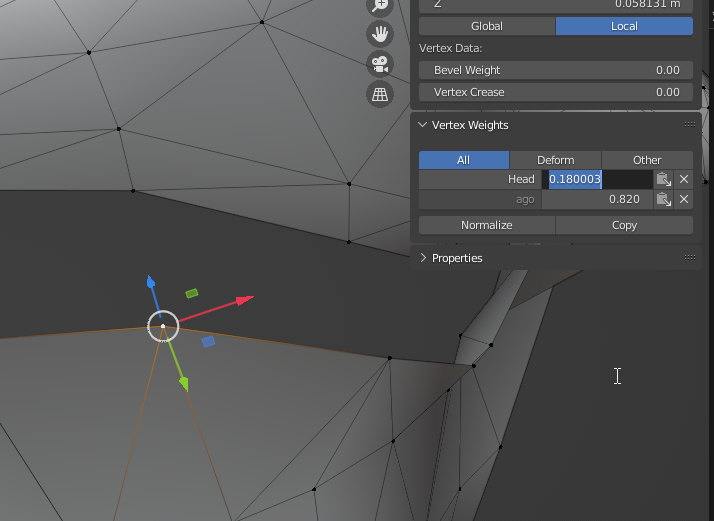 Z 0.058131 m
Global Local
Vertex Data:
Bevel Weight 0.00
Vertex Crease 0.00
Vertex Weights
All Deform Other
Head 0.180003
ago 0.820
Normalize Copy
Properties